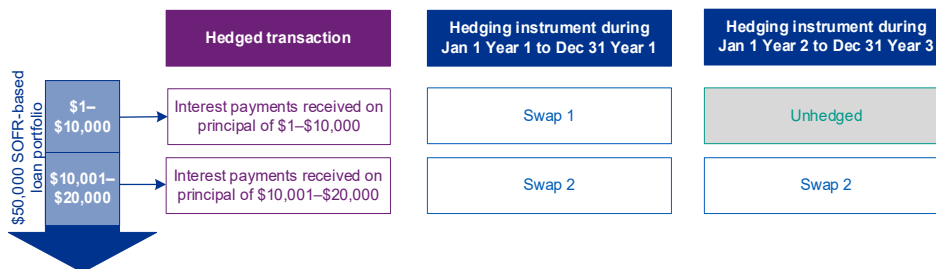 Hedged transaction
Hedging instrument during
Jan 1 Year 1 to Dec 31 Year 1
Hedging instrument during
Jan 1 Year 2 to Dec 31 Year 3
$50,000 SOFR-based
loan portfolio
$1–
$10,000
Interest payments received on
principal of $1–$10,000
Swap 1
Unhedged
$10,001–
$20,000
Interest payments received on
principal of $10,001–$20,000
Swap 2
Swap 2